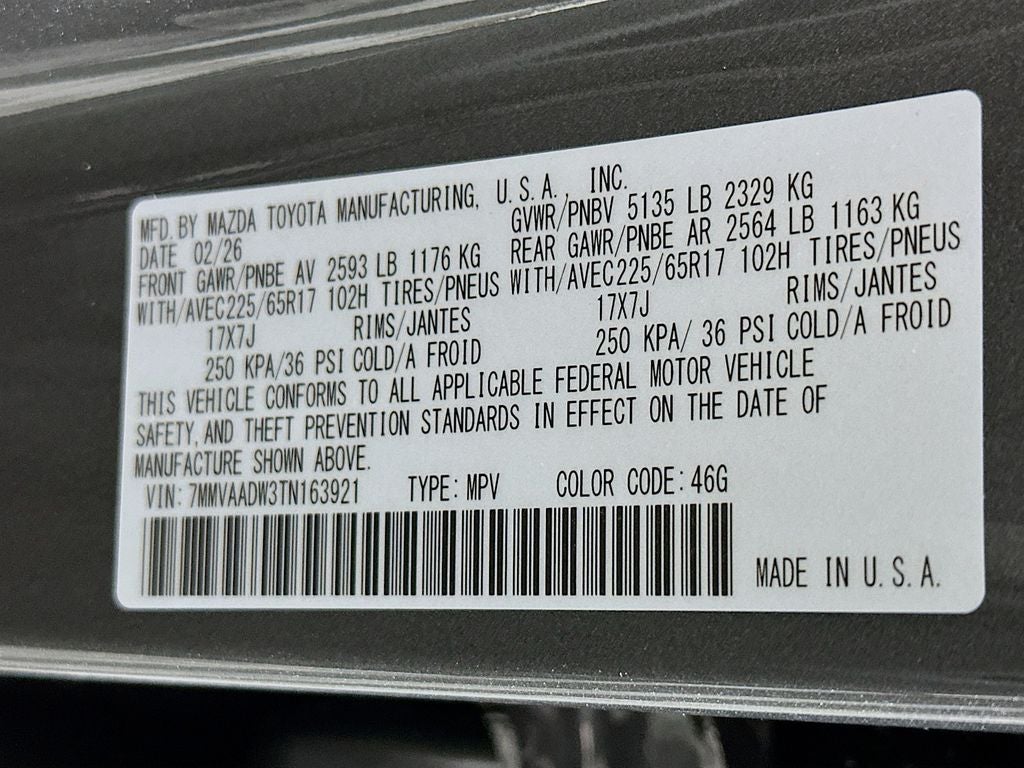 MFD. BY MAZDA TOYOTA MANUFACTURING, U.S.A., INC.
DATE 02/26 GVWR/PNBV 5135 LB 2329 KG
FRONT GAWR/PNBE AV 2593 LB 1176 KG REAR GAWR/PNBE AR 2564 LB 1163 KG
WITH/AVEC225/65R17 102H TIRES/PNEUS WITH/AVEC225/65R17 102H TIRES/PNEUS
17X7J RIMS/JANTES 17X7J RIMS/JANTES
250 KPA/36 PSI COLD/A FROID 250 KPA/ 36 PSI COLD/A FROID
THIS VEHICLE CONFORMS TO ALL APPLICABLE FEDERAL MOTOR VEHICLE
SAFETY, AND THEFT PREVENTION STANDARDS IN EFFECT ON THE DATE OF
MANUFACTURE SHOWN ABOVE.
VIN: 7MMVAADW3TN163921 TYPE: MPV COLOR CODE: 46G
MADE IN U.S.A.